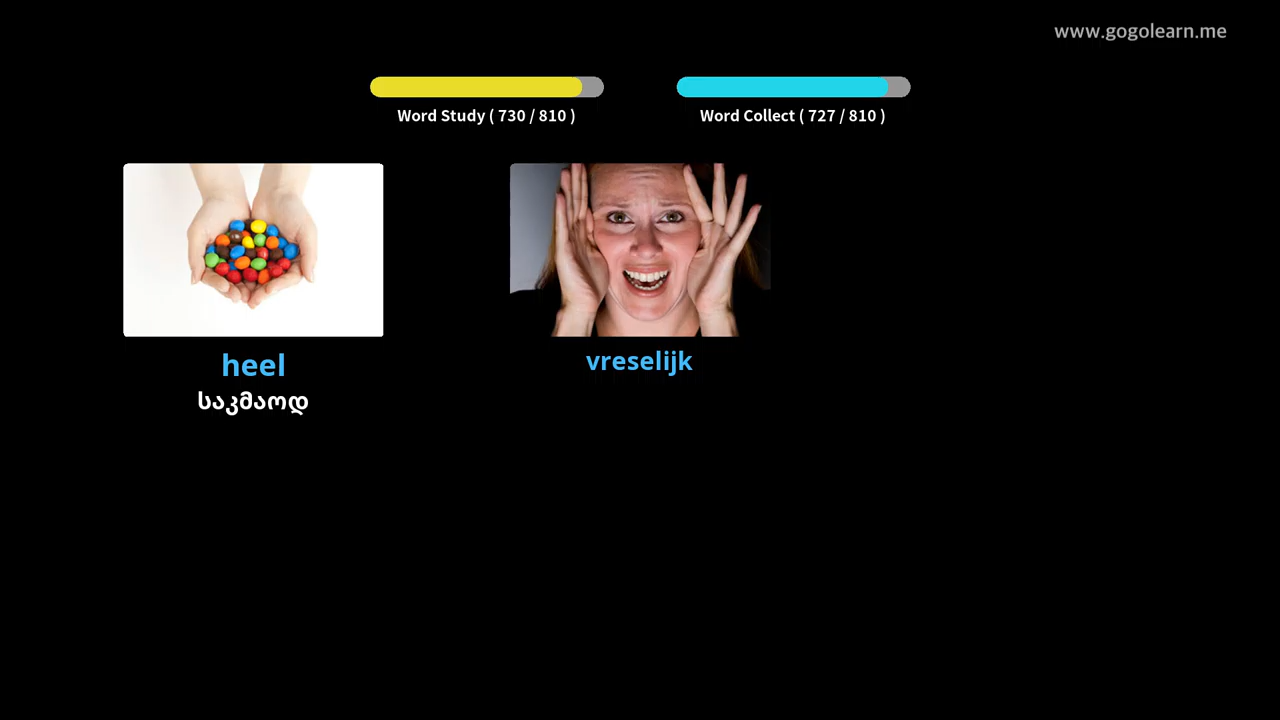 www.gogolearn.me
Word Study ( 730 / 810 )
Word Collect ( 727 / 810 )
heel
საკმაოდ
vreselijk